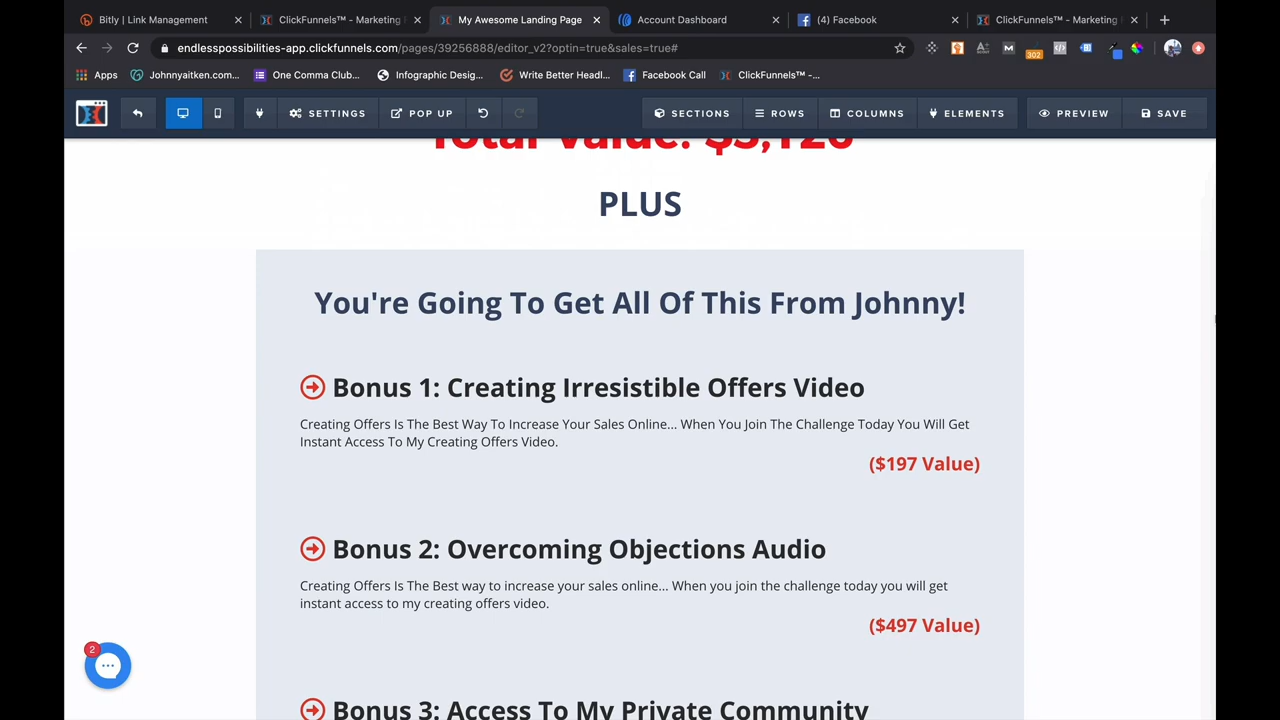 Bitly | Link Management
ClickFunnels™ - Marketing
My Awesome Landing Page
Account Dashboard
(4) Facebook
ClickFunnels™ - Marketing
endlesspossibilities-app.clickfunnels.com/pages/39256888/editor_v2?optin=true&sales=true#
302
Apps
Johnnyaitken.com...
One Comma Club...
Infographic Desig...
Write Better Headl...
Facebook Call
ClickFunnels™ -...
SETTINGS
POP UP
SECTIONS
ROWS
COLUMNS
ELEMENTS
PREVIEW
SAVE
Total Value: $3,126
PLUS
You're Going To Get All Of This From Johnny!
Bonus 1: Creating Irresistible Offers Video
Creating Offers Is The Best Way To Increase Your Sales Online... When You Join The Challenge Today You Will Get
Instant Access To My Creating Offers Video.
($197 Value)
Bonus 2: Overcoming Objections Audio
Creating Offers Is The Best way to increase your sales online... When you join the challenge today you will get
instant access to my creating offers video.
($497 Value)
2
Bonus 3: Access To My Private Community